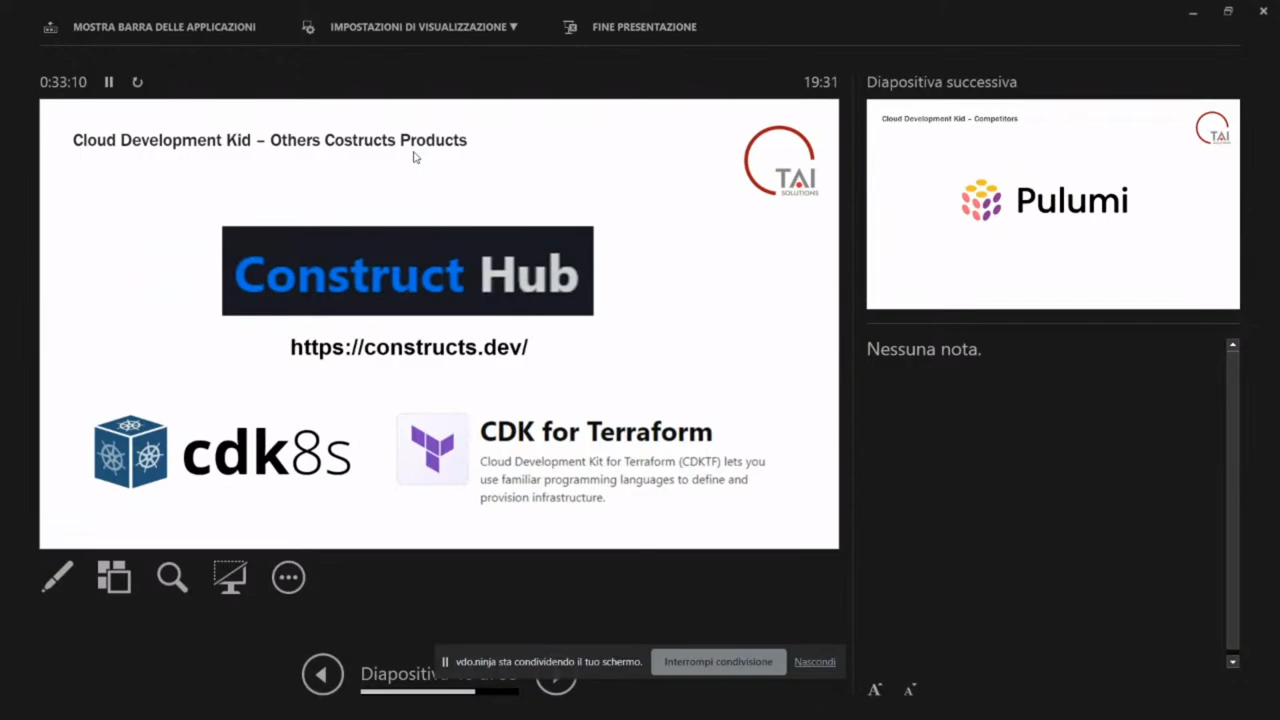 MOSTRA BARRA DELLE APPLICAZIONI
IMPOSTAZIONI DI VISUALIZZAZIONE ▼
FINE PRESENTAZIONE
0:33:10
19:31
Diapositiva successiva
Cloud Development Kid – Others Costructs Products
TAI
SOLUTIONS
Construct Hub
https://constructs.dev/
cdk8s
CDK for Terraform
Cloud Development Kit for Terraform (CDKTF) lets you
use familiar programming languages to define and
provision infrastructure.
Cloud Development Kid – Competitors
TAI
SOLUTIONS
Pulumi
Nessuna nota.
vdo.ninja sta condividendo il tuo schermo.
Interrompi condivisione
Nascondi
A
A